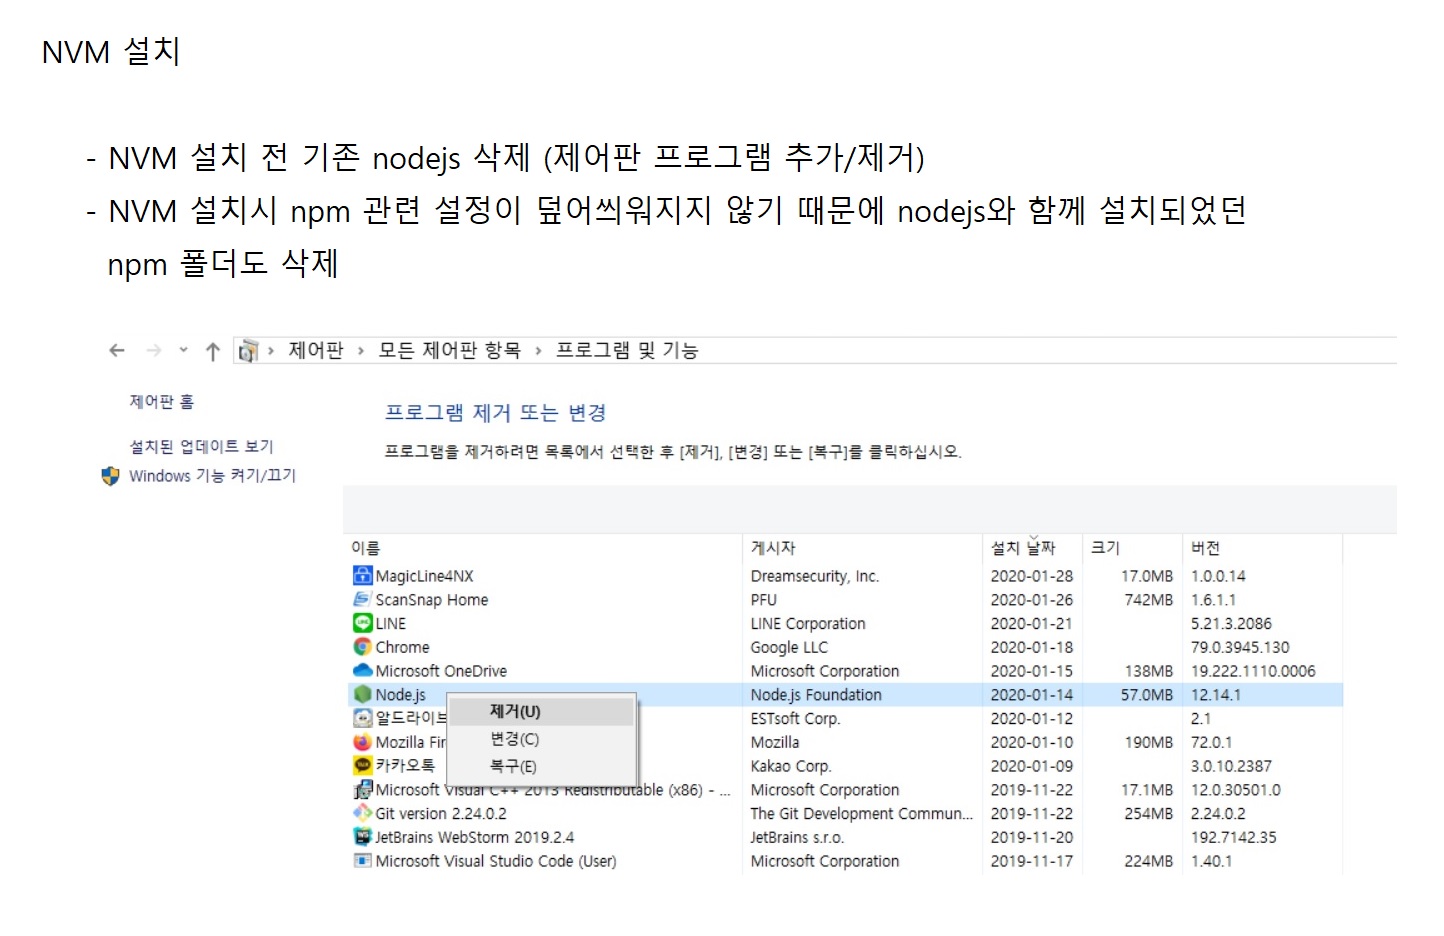 NVM 설치
- NVM 설치 전 기존 nodejs 삭제 (제어판 프로그램 추가/제거)
- NVM 설치시 npm 관련 설정이 덮어씌워지지 않기 때문에 nodejs와 함께 설치되었던
npm 폴더도 삭제
제어판 › 모든 제어판 항목 › 프로그램 및 기능
제어판 홈
설치된 업데이트 보기
Windows 기능 켜기/끄기
프로그램 제거 또는 변경
프로그램을 제거하려면 목록에서 선택한 후 [제거], [변경] 또는 [복구]를 클릭하십시오.
이름 게시자 설치 날짜 크기 버전
MagicLine4NX Dreamsecurity, Inc. 2020-01-28 17.0MB 1.0.0.14
ScanSnap Home PFU 2020-01-26 742MB 1.6.1.1
LINE LINE Corporation 2020-01-21 5.21.3.2086
Chrome Google LLC 2020-01-18 79.0.3945.130
Microsoft OneDrive Microsoft Corporation 2020-01-15 138MB 19.222.1110.0006
Node.js Node.js Foundation 2020-01-14 57.0MB 12.14.1
제거(U)
알드라이브 ESTsoft Corp. 2020-01-12 2.1
변경(C)
Mozilla Fir Mozilla 2020-01-10 190MB 72.0.1
복구(E)
카카오톡 Kakao Corp. 2020-01-09 3.0.10.2387
Microsoft Visual C++ 2013 Redistributable (x86) - ... Microsoft Corporation 2019-11-22 17.1MB 12.0.30501.0
Git version 2.24.0.2 The Git Development Commun... 2019-11-22 254MB 2.24.0.2
JetBrains WebStorm 2019.2.4 JetBrains s.r.o. 2019-11-20 192.7142.35
Microsoft Visual Studio Code (User) Microsoft Corporation 2019-11-17 224MB 1.40.1